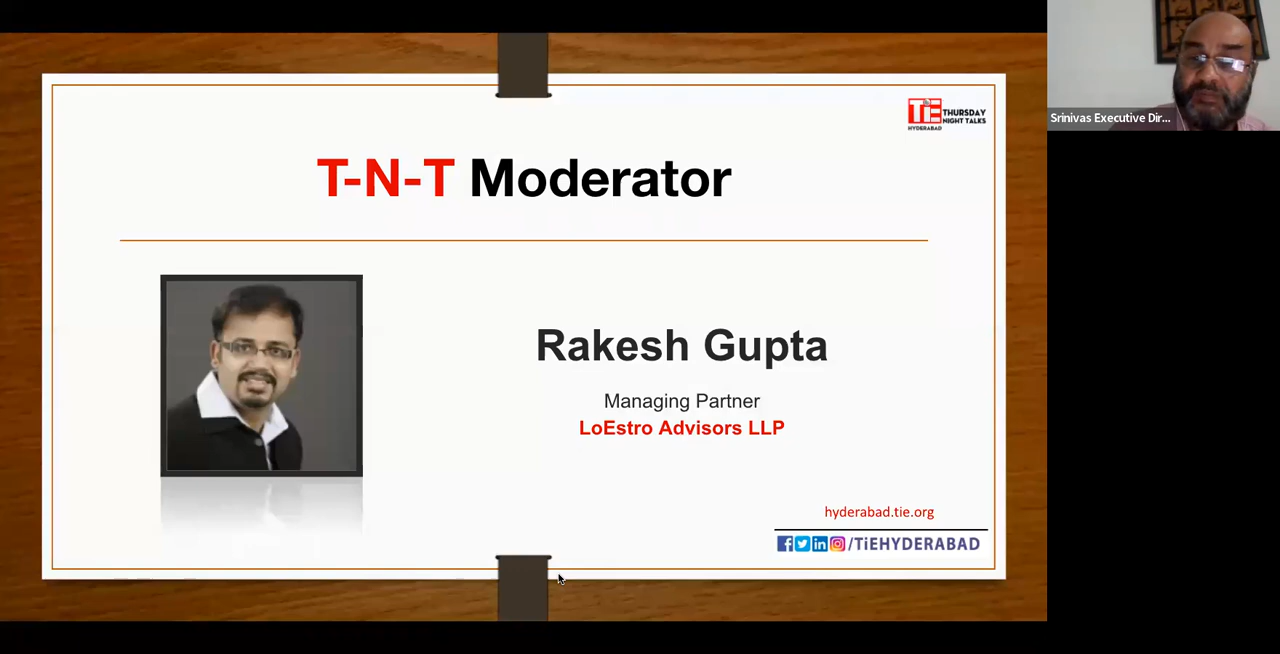 TiE THURSDAY
NIGHT TALKS
HYDERABAD
Srinivas Executive Dir...
T-N-T Moderator
Rakesh Gupta
Managing Partner
LoEstro Advisors LLP
hyderabad.tie.org
/TiEHYDERABAD